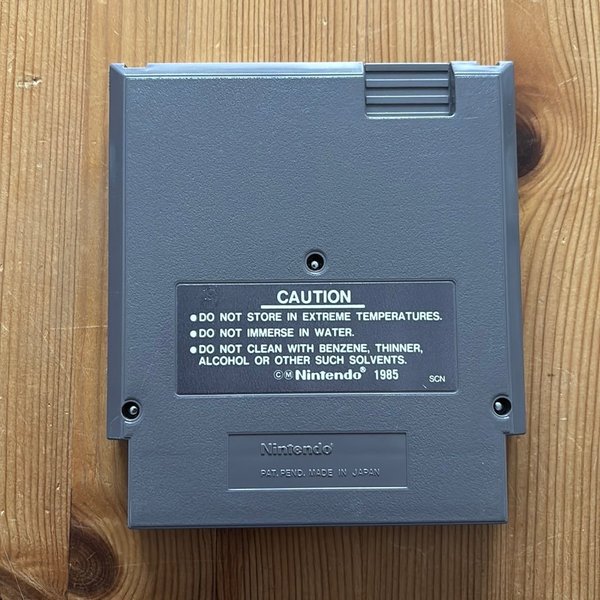 CAUTION
●DO NOT STORE IN EXTREME TEMPERATURES.
●DO NOT IMMERSE IN WATER.
●DO NOT CLEAN WITH BENZENE, THINNER,
ALCOHOL OR OTHER SUCH SOLVENTS.
©Ⓜ Nintendo® 1985 SCN
Nintendo®
PAT. PEND. MADE IN JAPAN